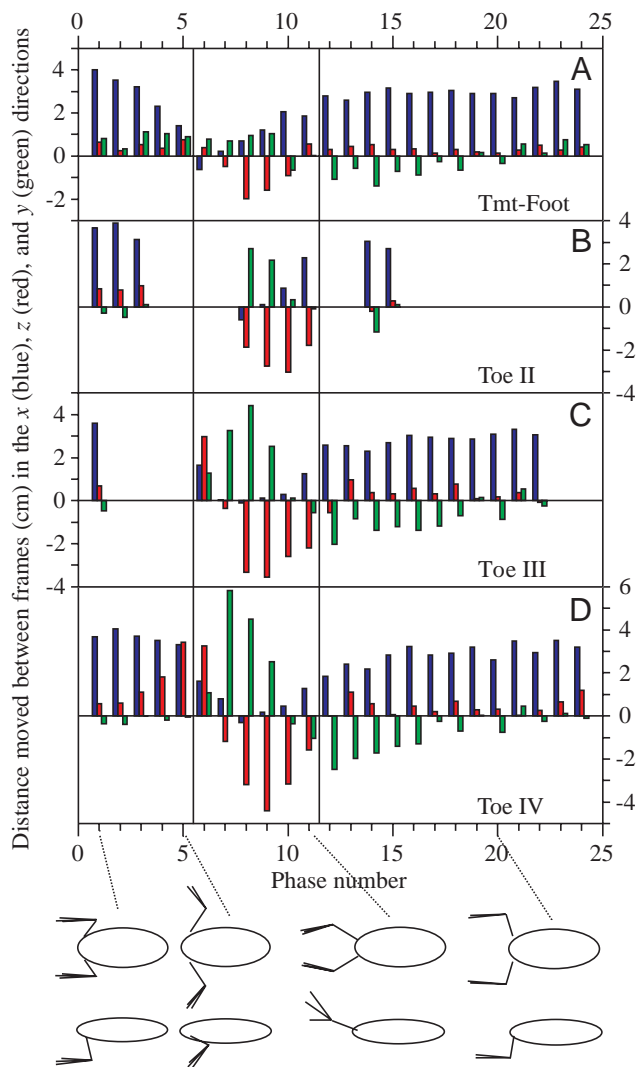 0 5 10 15 20 25
Distance moved between frames (cm) in the x (blue), z (red), and y (green) directions
4
2
0
-2
A
Tmt-Foot
4
2
0
-2
-4
B
Toe II
4
2
0
-2
-4
C
Toe III
6
4
2
0
-2
-4
D
Toe IV
0 5 10 15 20 25
Phase number